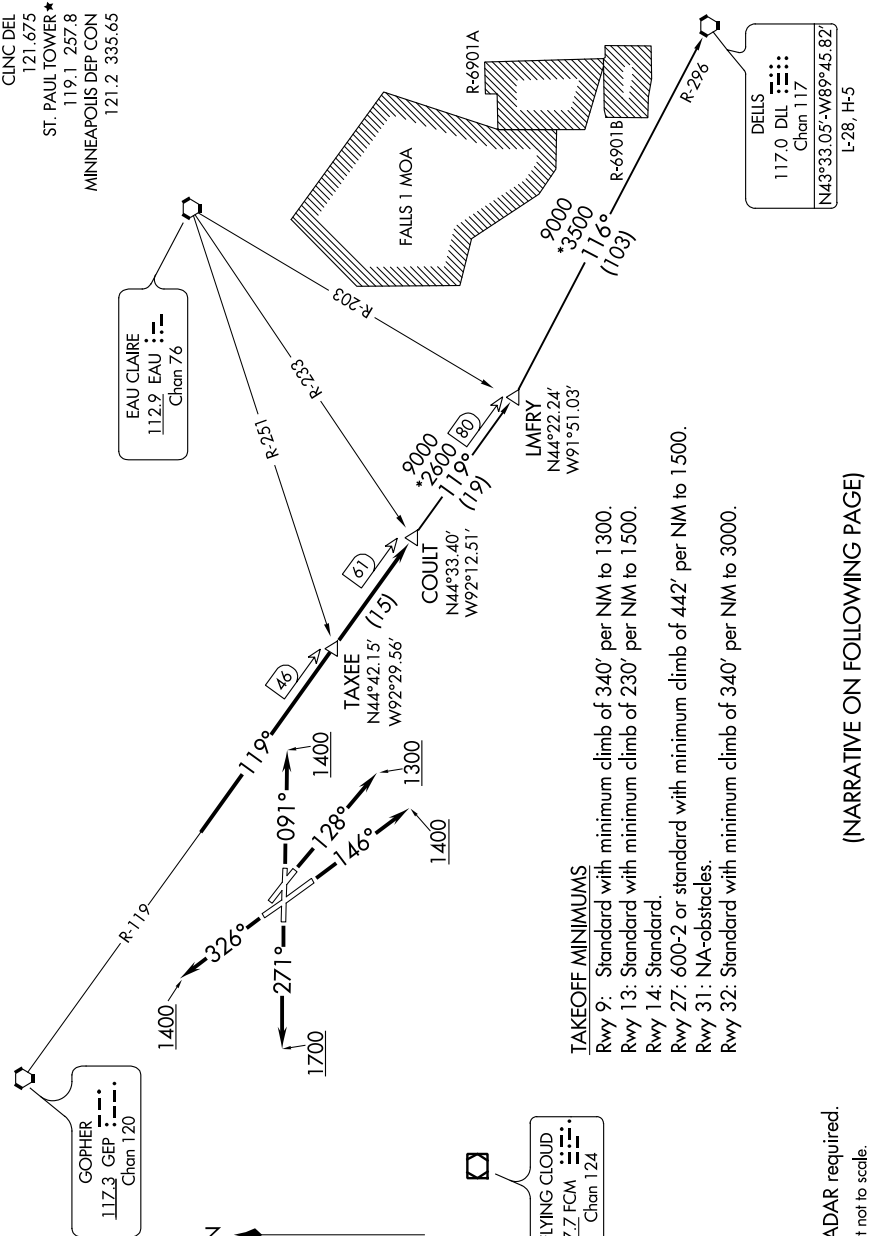 CLNC DEL
121.675
ST. PAUL TOWER★
119.1 257.8
MINNEAPOLIS DEP CON
121.2 335.65
GOPHER
117.3 GEP
Chan 120
R-119
119°
EAU CLAIRE
112.9 EAU
Chan 76
R-251
R-233
R-203
FALLS 1 MOA
R-6901A
R-6901B
46
TAXEE
N44°42.15′
W92°29.56′
(15)
61
COULT
N44°33.40′
W92°12.51′
9000
*2600
119°
(19)
80
LMFRY
N44°22.24′
W91°51.03′
9000
*3500
116°
(103)
R-296
DELLS
117.0 DLL
Chan 117
N43°33.05′-W89°45.82′
L-28, H-5
1400
326°
271°
1700
091°
1400
128°
1300
146°
1400
N
LYING CLOUD
7.7 FCM
Chan 124
TAKEOFF MINIMUMS
Rwy 9: Standard with minimum climb of 340′ per NM to 1300.
Rwy 13: Standard with minimum climb of 230′ per NM to 1500.
Rwy 14: Standard.
Rwy 27: 600-2 or standard with minimum climb of 442′ per NM to 1500.
Rwy 31: NA-obstacles.
Rwy 32: Standard with minimum climb of 340′ per NM to 3000.
ADAR required.
t not to scale.
(NARRATIVE ON FOLLOWING PAGE)